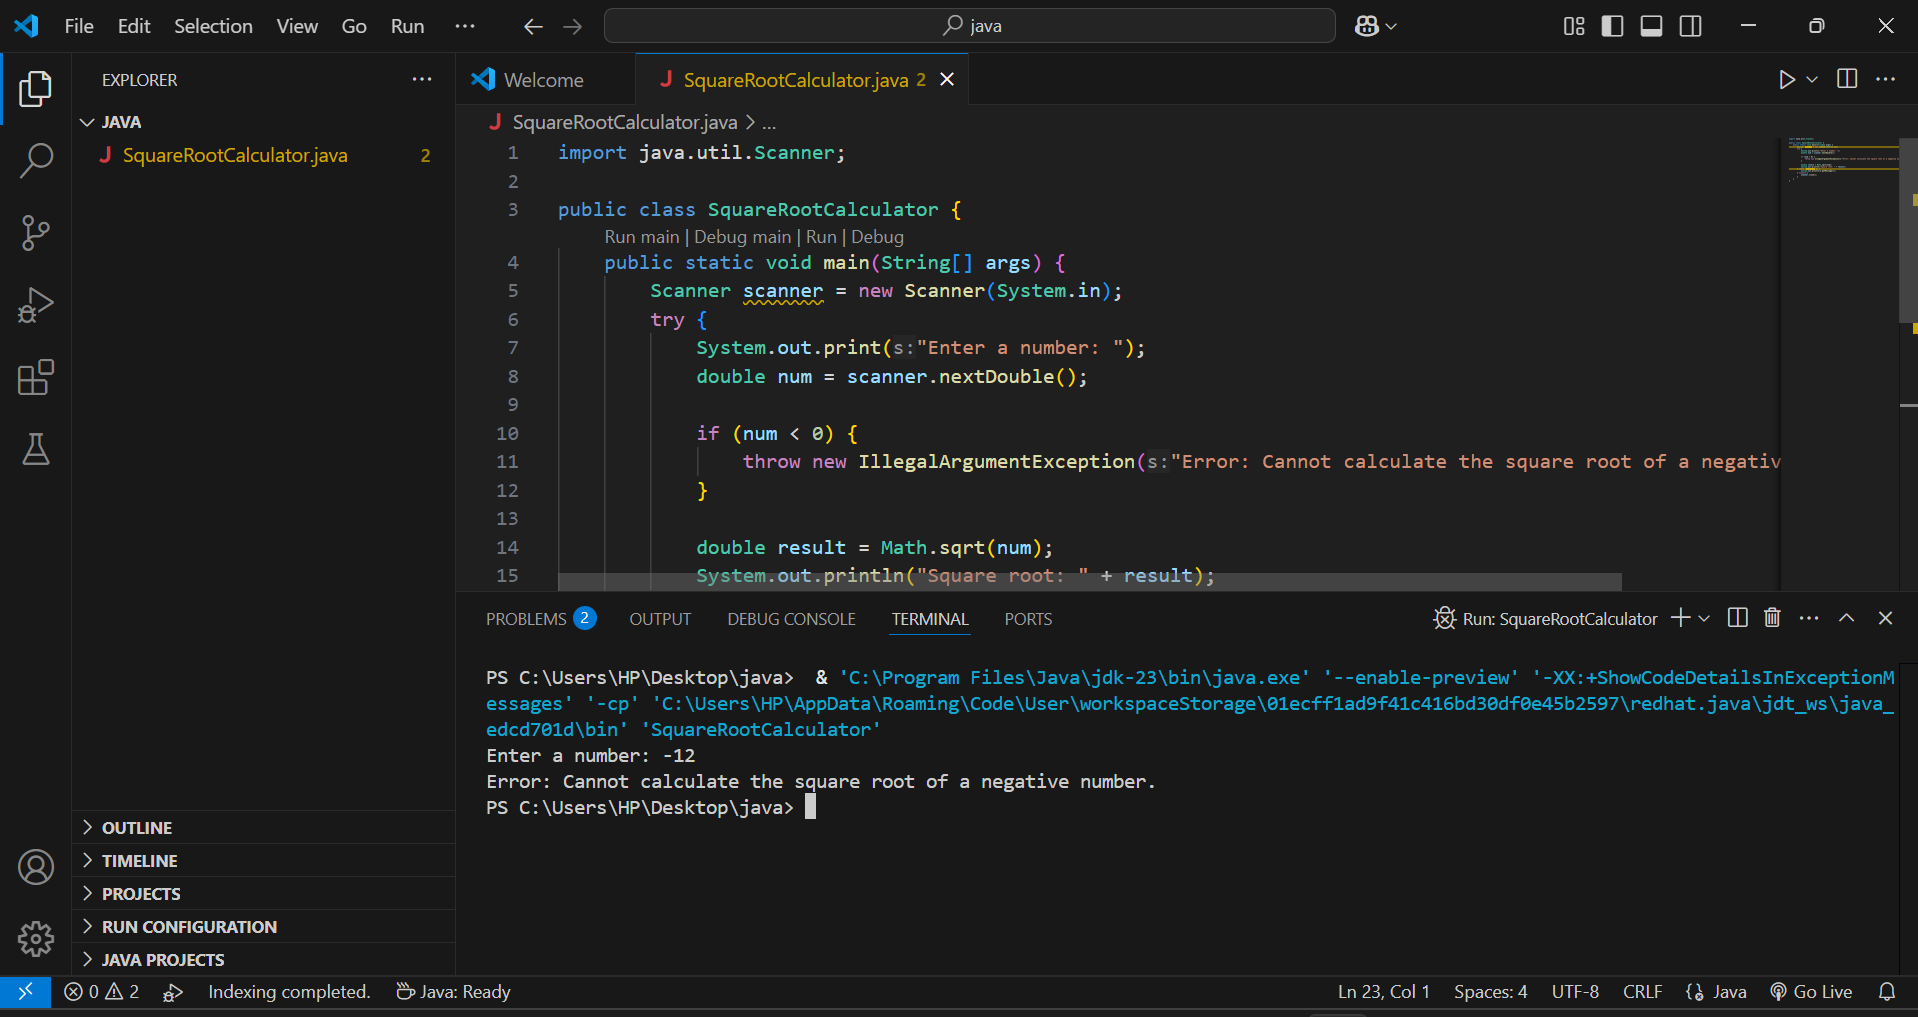 File Edit Selection View Go Run ··· java
EXPLORER ···
JAVA
SquareRootCalculator.java 2
Welcome SquareRootCalculator.java 2
SquareRootCalculator.java > ...
1 import java.util.Scanner;
2
3 public class SquareRootCalculator {
Run main | Debug main | Run | Debug
4 public static void main(String[] args) {
5 Scanner scanner = new Scanner(System.in);
6 try {
7 System.out.print(s:"Enter a number: ");
8 double num = scanner.nextDouble();
9
10 if (num < 0) {
11 throw new IllegalArgumentException(s:"Error: Cannot calculate the square root of a negativ
12 }
13
14 double result = Math.sqrt(num);
15 System.out.println("Square root: " + result);
PROBLEMS 2 OUTPUT DEBUG CONSOLE TERMINAL PORTS Run: SquareRootCalculator
PS C:\Users\HP\Desktop\java> & 'C:\Program Files\Java\jdk-23\bin\java.exe' '--enable-preview' '-XX:+ShowCodeDetailsInExceptionM
essages' '-cp' 'C:\Users\HP\AppData\Roaming\Code\User\workspaceStorage\01ecff1ad9f41c416bd30df0e45b2597\redhat.java\jdt_ws\java_
edcd701d\bin' 'SquareRootCalculator'
Enter a number: -12
Error: Cannot calculate the square root of a negative number.
PS C:\Users\HP\Desktop\java>
OUTLINE
TIMELINE
PROJECTS
RUN CONFIGURATION
JAVA PROJECTS
0 2 Indexing completed. Java: Ready Ln 23, Col 1 Spaces: 4 UTF-8 CRLF Java Go Live